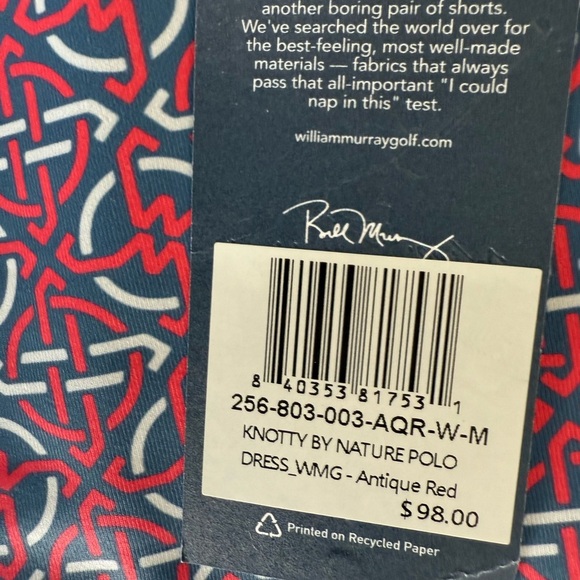 another boring pair of shorts.
We've searched the world over for
the best-feeling, most well-made
materials — fabrics that always
pass that all-important "I could
nap in this" test.
williammurraygolf.com
Bill Murray
8 40353 81753 1
256-803-003-AQR-W-M
KNOTTY BY NATURE POLO
DRESS_WMG - Antique Red
$98.00
Printed on Recycled Paper